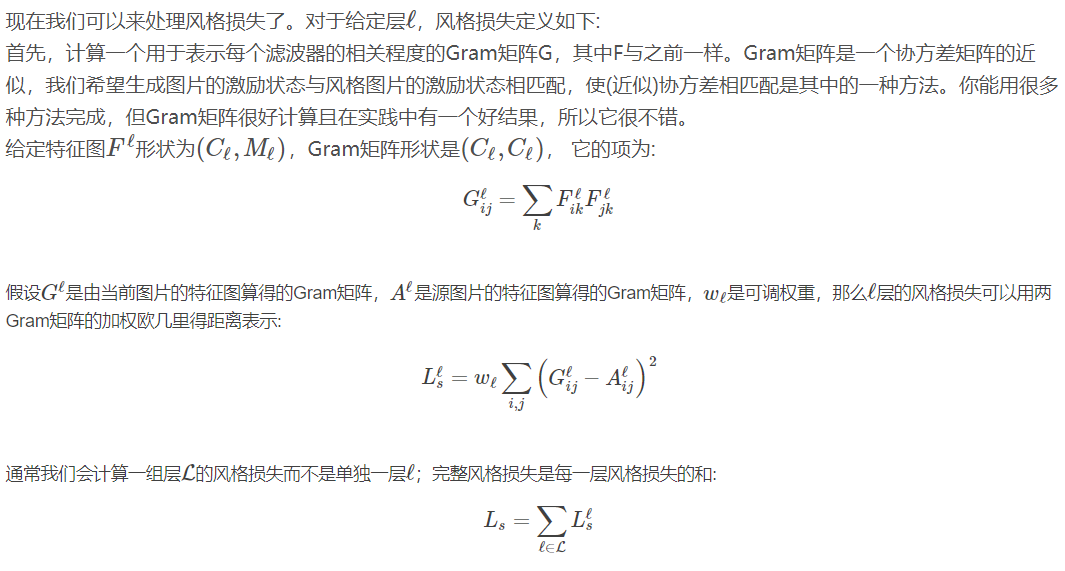 现在我们可以来处理风格损失了。对于给定层ℓ，风格损失定义如下:
首先，计算一个用于表示每个滤波器的相关程度的Gram矩阵G，其中F与之前一样。Gram矩阵是一个协方差矩阵的近
似，我们希望生成图片的激励状态与风格图片的激励状态相匹配，使(近似)协方差相匹配是其中的一种方法。你能用很多
种方法完成，但Gram矩阵很好计算且在实践中有一个好结果，所以它很不错。
给定特征图$F^{\ell}$形状为$(C_{\ell}, M_{\ell})$，Gram矩阵形状是$(C_{\ell}, C_{\ell})$， 它的项为:
$G_{ij}^{\ell} = \sum_{k} F_{ik}^{\ell} F_{jk}^{\ell}$
假设$G^{\ell}$是由当前图片的特征图算得的Gram矩阵，$A^{\ell}$是源图片的特征图算得的Gram矩阵，$w_{\ell}$是可调权重，那么ℓ层的风格损失可以用两
Gram矩阵的加权欧几里得距离表示:
$L_{s}^{\ell} = w_{\ell} \sum_{i,j} \left(G_{ij}^{\ell} - A_{ij}^{\ell}\right)^{2}$
通常我们会计算一组层$\mathcal{L}$的风格损失而不是单独一层ℓ；完整风格损失是每一层风格损失的和:
$L_{s} = \sum_{\ell \in \mathcal{L}} L_{s}^{\ell}$